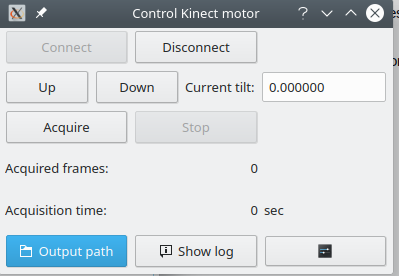 Control Kinect motor
Connect Disconnect
Up Down Current tilt: 0.000000
Acquire Stop
Acquired frames: 0
Acquisition time: 0 sec
Output path Show log